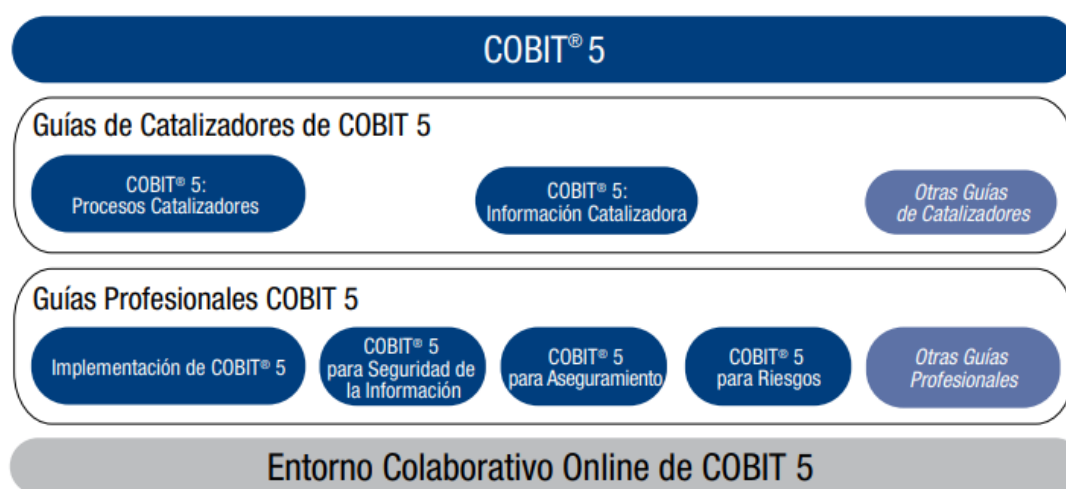 COBIT® 5
Guías de Catalizadores de COBIT 5
COBIT® 5:
Procesos Catalizadores
COBIT® 5:
Información Catalizadora
Otras Guías
de Catalizadores
Guías Profesionales COBIT 5
Implementación de COBIT® 5
COBIT® 5
para Seguridad de
la Información
COBIT® 5
para Aseguramiento
COBIT® 5
para Riesgos
Otras Guías
Profesionales
Entorno Colaborativo Online de COBIT 5